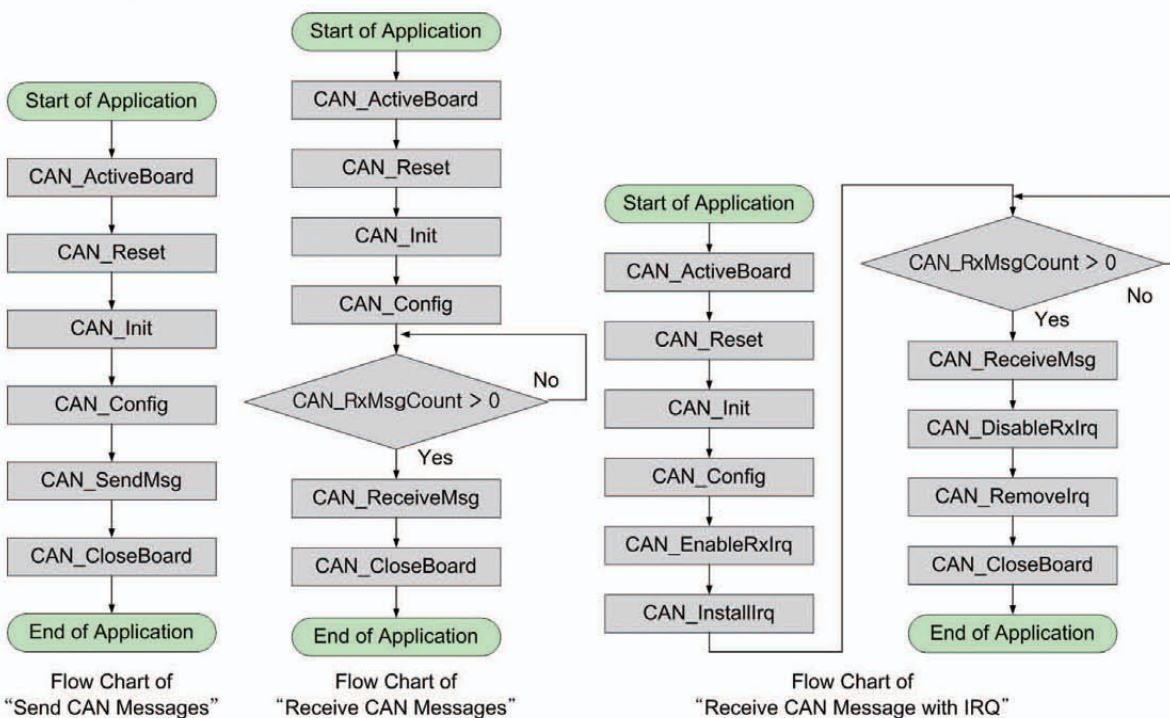 Start of Application
CAN_ActiveBoard
CAN_Reset
CAN_Init
CAN_Config
CAN_SendMsg
CAN_CloseBoard
End of Application
Flow Chart of
“Send CAN Messages”
Start of Application
CAN_ActiveBoard
CAN_Reset
CAN_Init
CAN_Config
CAN_RxMsgCount > 0
No
Yes
CAN_ReceiveMsg
CAN_CloseBoard
End of Application
Flow Chart of
“Receive CAN Messages”
Start of Application
CAN_ActiveBoard
CAN_Reset
CAN_Init
CAN_Config
CAN_EnableRxIrq
CAN_InstallIrq
CAN_RxMsgCount > 0
No
Yes
CAN_ReceiveMsg
CAN_DisableRxIrq
CAN_RemoveIrq
CAN_CloseBoard
End of Application
Flow Chart of
“Receive CAN Message with IRQ”